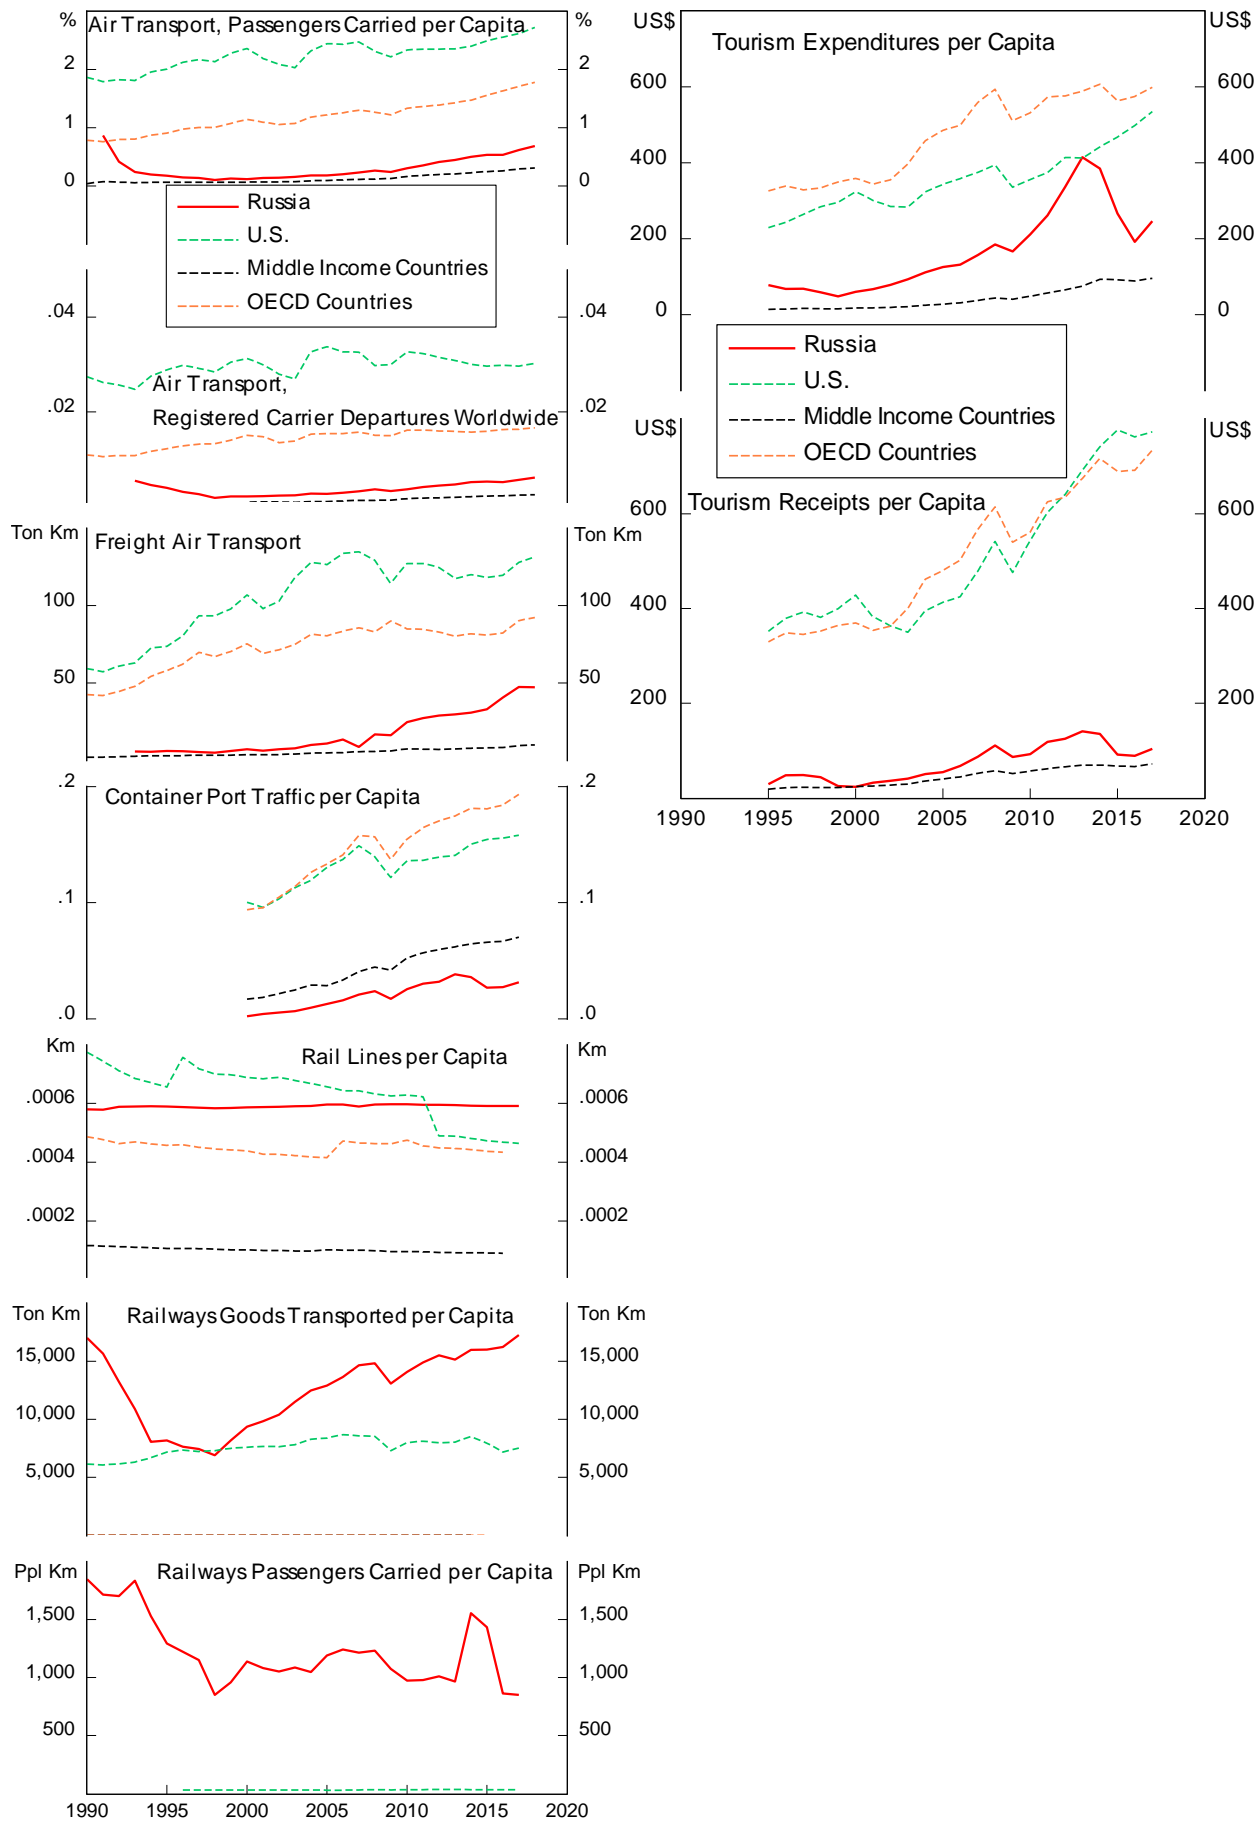 % Air Transport, Passengers Carried per Capita %
2 2
1 1
0 0
Russia
U.S.
Middle Income Countries
OECD Countries
.04 .04
Air Transport,
.02 Registered Carrier Departures Worldwide .02
Ton Km Freight Air Transport Ton Km
100 100
50 50
.2 Container Port Traffic per Capita .2
.1 .1
.0 .0
Km Rail Lines per Capita Km
.0006 .0006
.0004 .0004
.0002 .0002
Ton Km Railways Goods Transported per Capita Ton Km
15,000 15,000
10,000 10,000
5,000 5,000
Ppl Km Railways Passengers Carried per Capita Ppl Km
1,500 1,500
1,000 1,000
500 500
1990 1995 2000 2005 2010 2015 2020
US$ Tourism Expenditures per Capita US$
600 600
400 400
200 200
0 0
Russia
U.S.
Middle Income Countries
OECD Countries
US$ US$
Tourism Receipts per Capita
600 600
400 400
200 200
1990 1995 2000 2005 2010 2015 2020